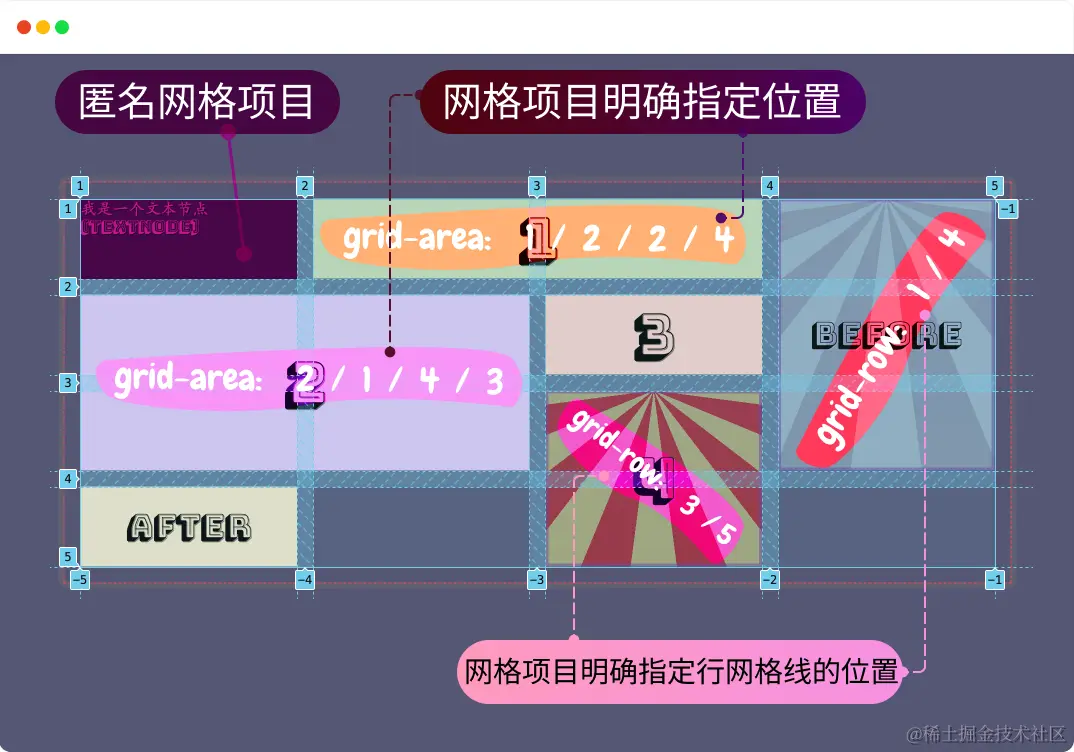 匿名网格项目
网格项目明确指定位置
1 2 3 4 5
1 -1
我是一个文本节点
(TEXTNODE)
1
grid-area: 1 / 2 / 2 / 4
2
3
BEFORE
grid-row: 1 / 4
2
grid-area: 2 / 1 / 4 / 3
3
4
grid-row: 3 / 5
4
AFTER
5
-5 -4 -3 -2 -1
网格项目明确指定行网格线的位置
@稀土掘金技术社区